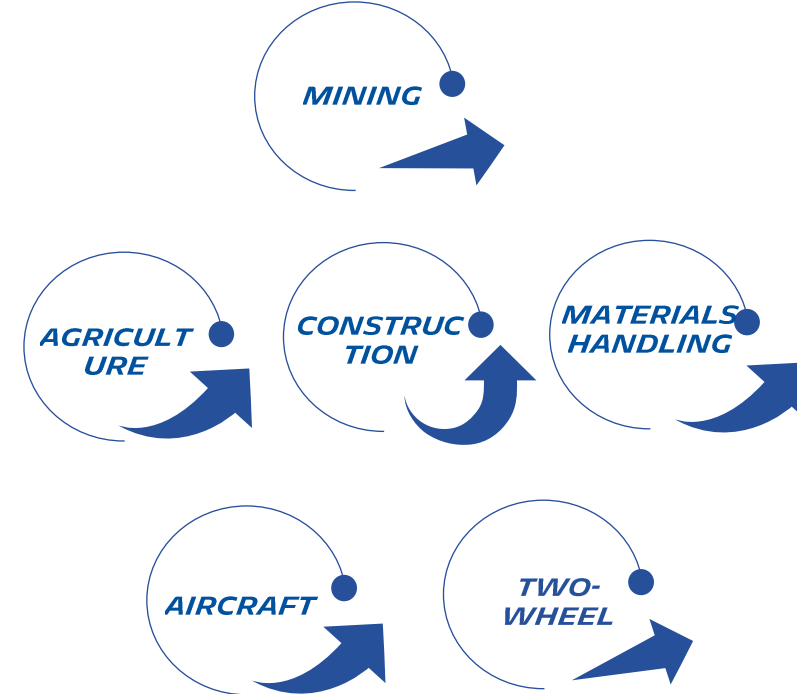 MINING
AGRICULT
URE
CONSTRUC
TION
MATERIALS
HANDLING
AIRCRAFT
TWO-
WHEEL